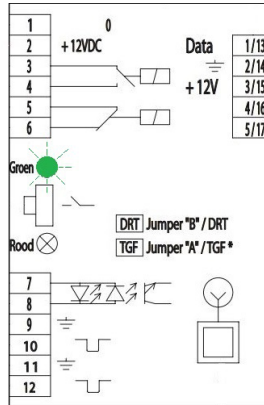 1 0
2 + 12VDC
3
4
5
6
Data 1/13
2/14
+ 12V 3/15
4/16
5/17
Groen
DRT Jumper "B" / DRT
Rood
TGF Jumper "A" / TGF *
7
8
9
10
11
12